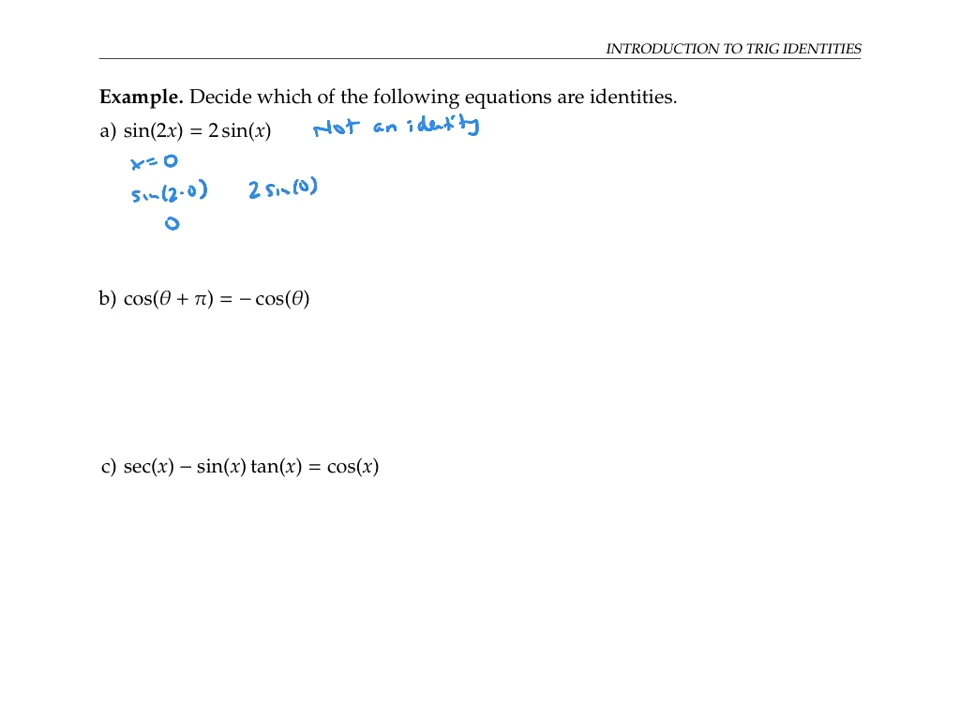 INTRODUCTION TO TRIG IDENTITIES
Example. Decide which of the following equations are identities.
a) sin(2x) = 2 sin(x) Not an identity
x = 0
sin(2·0) 2 sin(0)
0
b) cos(θ + π) = − cos(θ)
c) sec(x) − sin(x) tan(x) = cos(x)